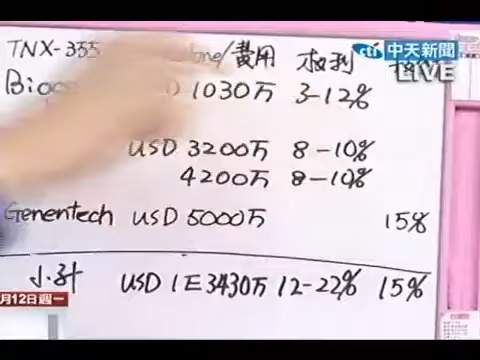 TNX-355 /費用 权利 cti 中天新聞
LIVE
1030万 3-12%
USD 3200万 8-10%
4200万 8-10%
Genentech USD 5000万 15%
小計 USD 1E3430万 12-22% 15%
月12日週一